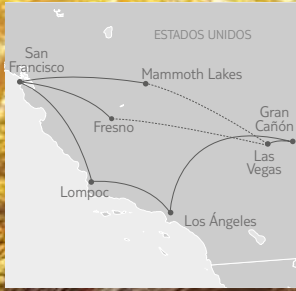 ESTADOS UNIDOS
San
Francisco
Mammoth Lakes
Gran
Cañón
Fresno
Las
Vegas
Lompoc
Los Ángeles